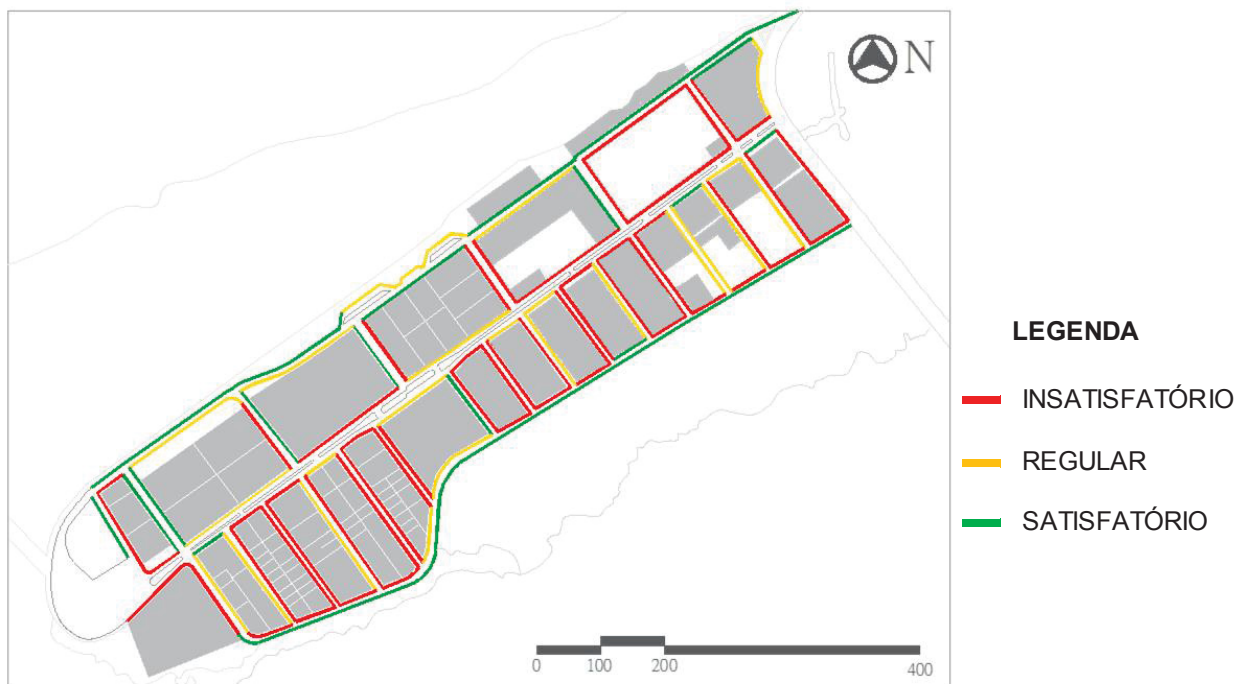 N
LEGENDA
INSATISFATÓRIO
REGULAR
SATISFATÓRIO
0 100 200 400